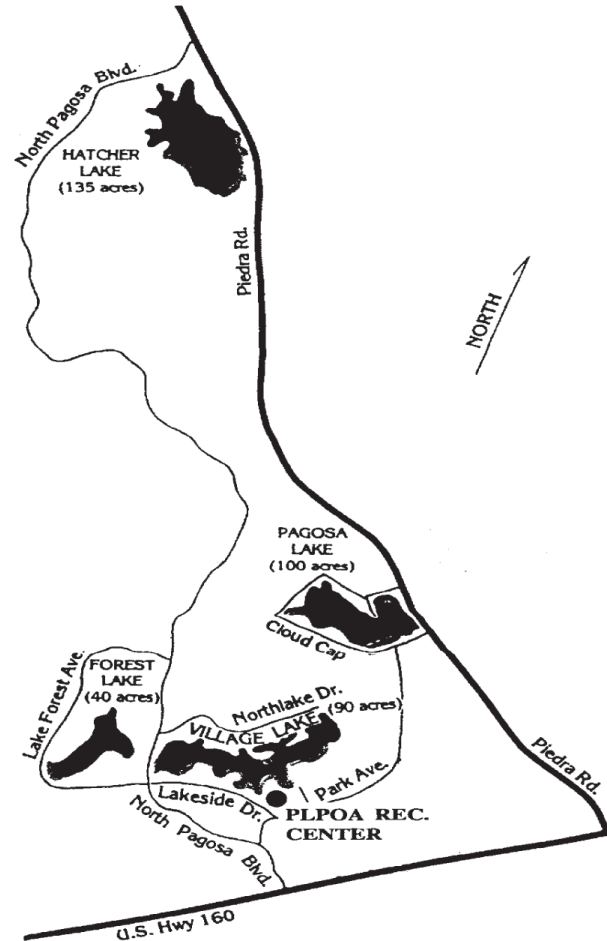 North Pagosa Blvd.
HATCHER
LAKE
(135 acres)
Piedra Rd.
NORTH
PAGOSA
LAKE
(100 acres)
Cloud Cap
Lake Forest Ave.
FOREST
LAKE
(40 acres)
Northlake Dr.
VILLAGE LAKE (90 acres)
Lakeside Dr.
Park Ave.
PLPOA REC.
CENTER
Piedra Rd.
North Pagosa Blvd.
U.S. Hwy 160